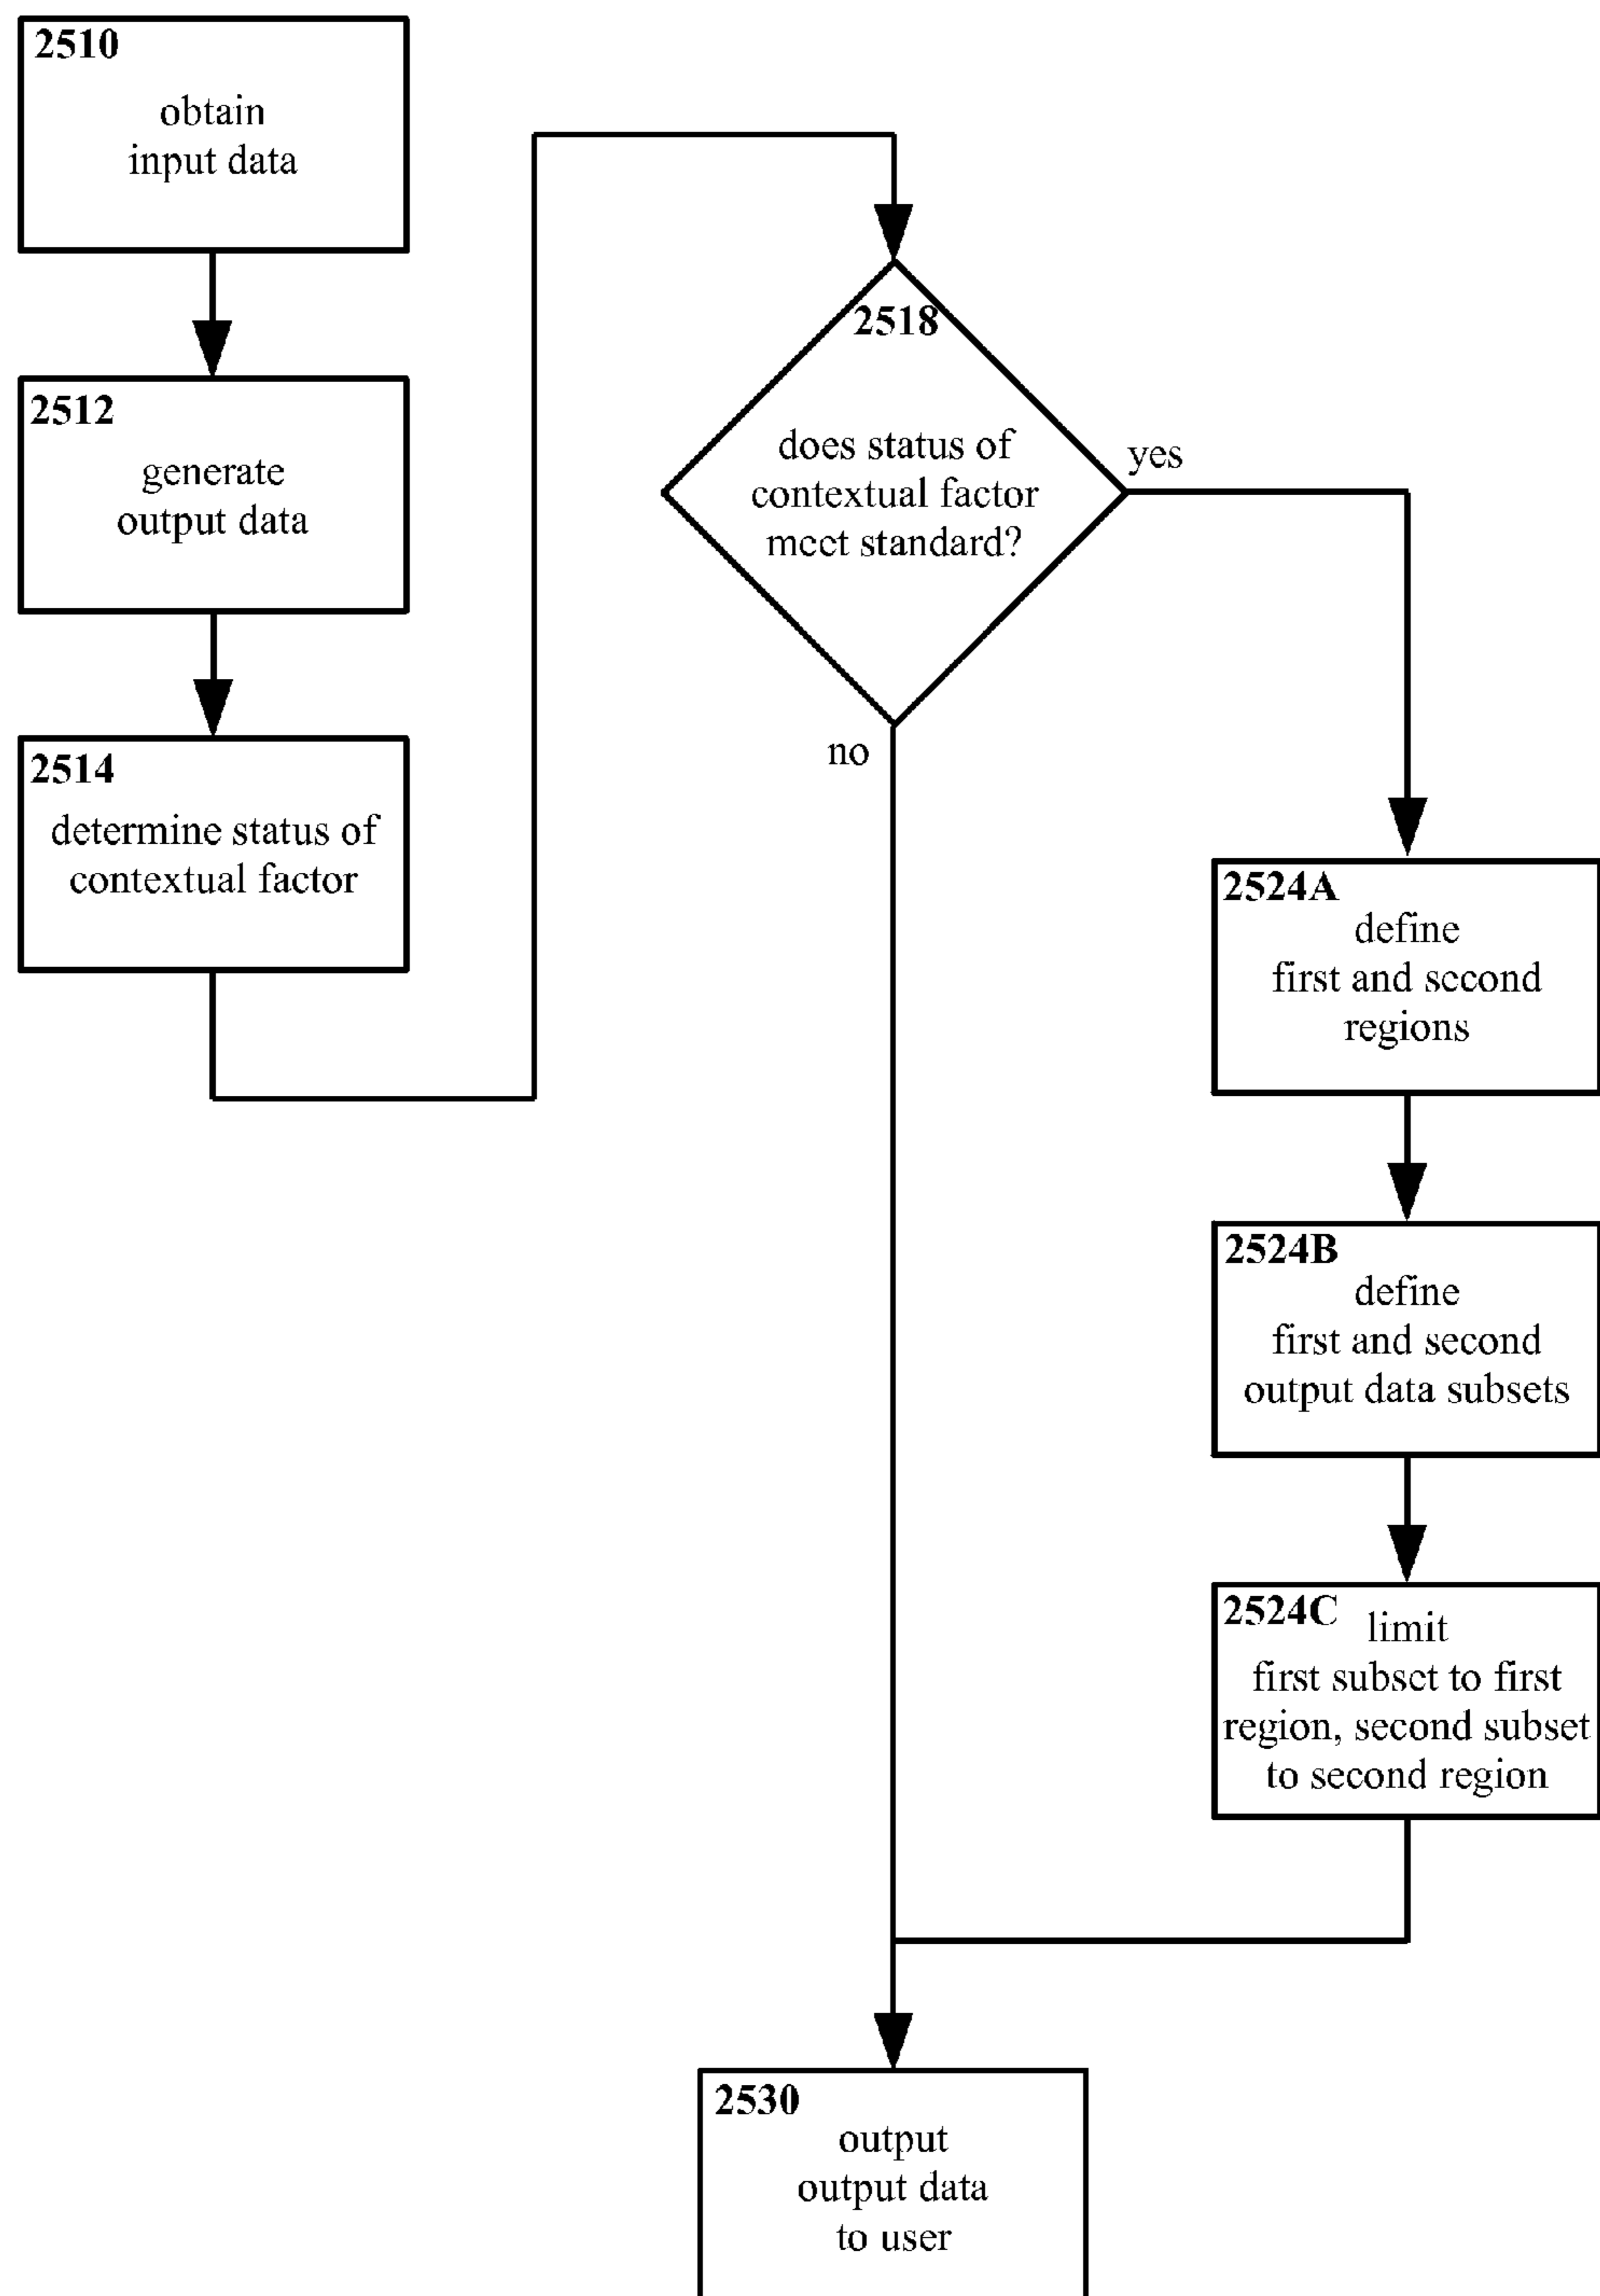 2510
obtain
input data
2512
generate
output data
2514
determine status of
contextual factor
2518
does status of
contextual factor
meet standard?
yes
no
2524A
define
first and second
regions
2524B
define
first and second
output data subsets
2524C limit
first subset to first
region, second subset
to second region
2530
output
output data
to user